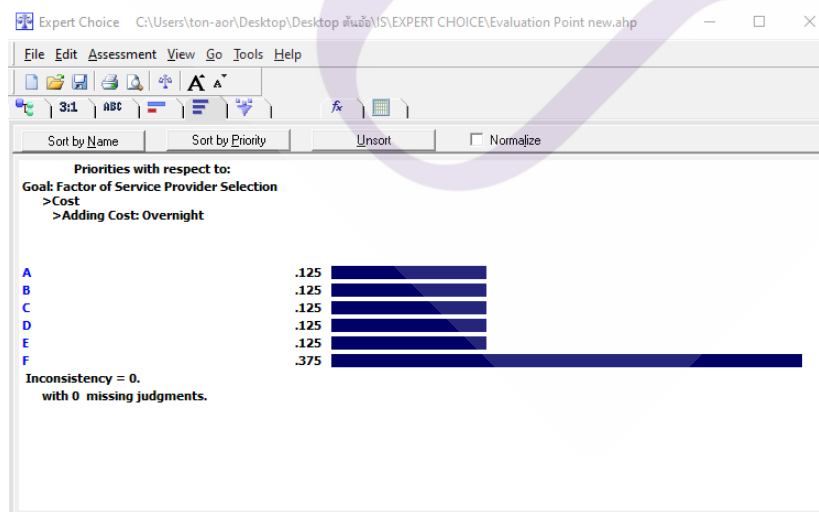 Expert Choice C:\Users\ton-aor\Desktop\Desktop ต้นอ้อ\IS\EXPERT CHOICE\Evaluation Point new.ahp
File Edit Assessment View Go Tools Help
A A
3:1 ABC fx
Sort by Name Sort by Priority Unsort Normalize
Priorities with respect to:
Goal: Factor of Service Provider Selection
>Cost
>Adding Cost: Overnight
A .125
B .125
C .125
D .125
E .125
F .375
Inconsistency = 0.
with 0 missing judgments.